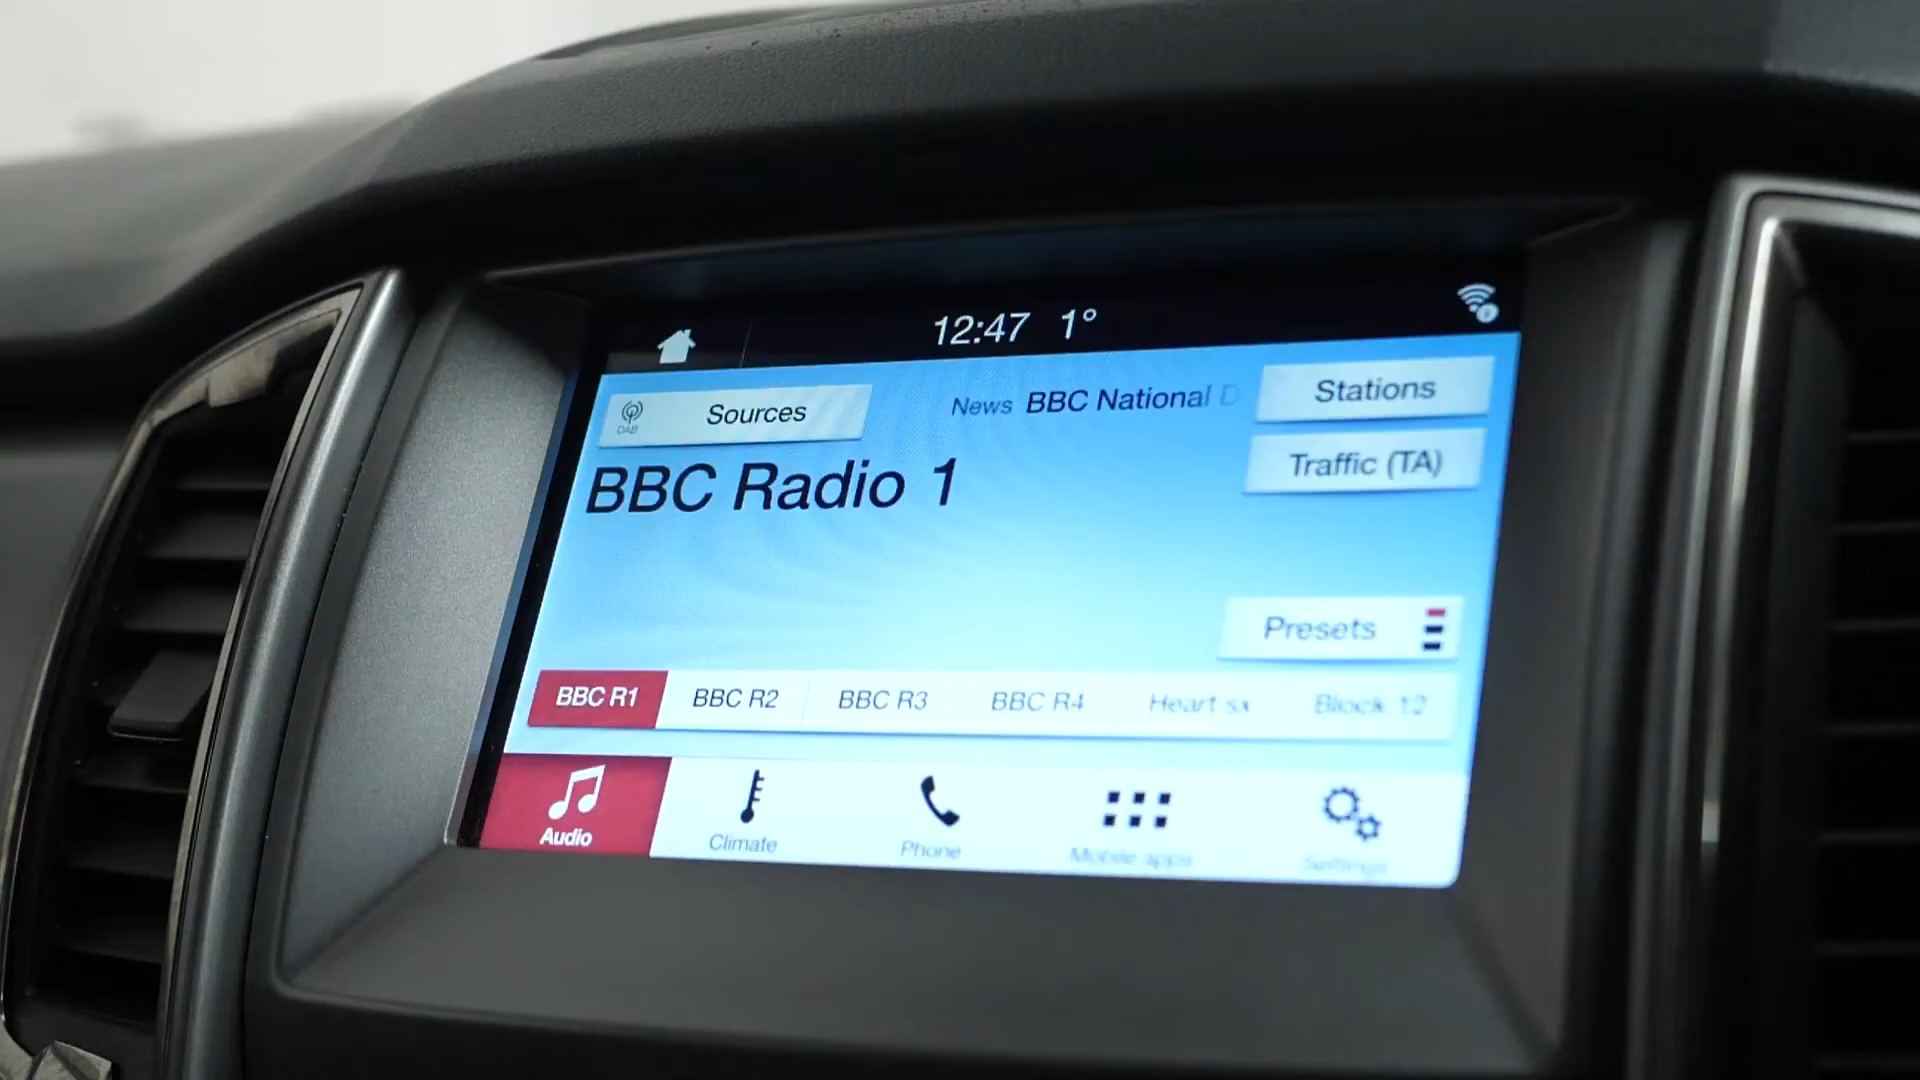 12:47 1°
DAB Sources
News BBC National D
Stations
Traffic (TA)
BBC Radio 1
Presets
BBC R1 BBC R2 BBC R3 BBC R4 Heart sx Block 12
Audio Climate Phone Mobile apps Settings